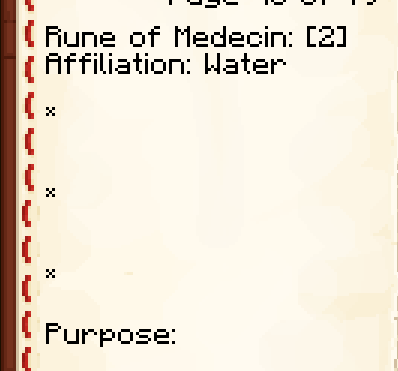 Rune of Medecin: [2]
Affiliation: Water
×
×
×
Purpose: